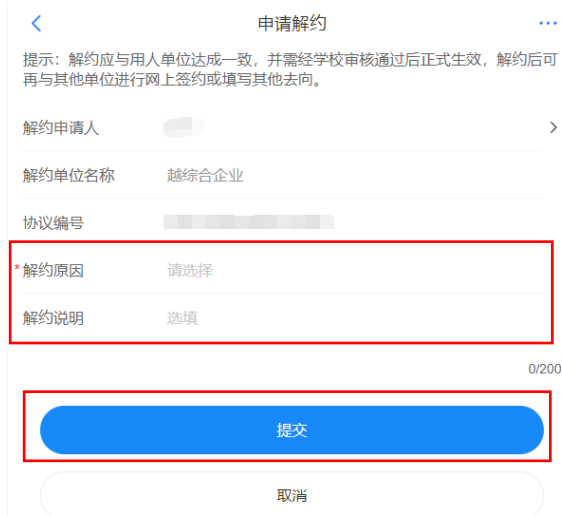 申请解约
提示：解约应与用人单位达成一致，并需经学校审核通过后正式生效，解约后可
再与其他单位进行网上签约或填写其他去向。
解约申请人
解约单位名称 越综合企业
协议编号
*解约原因 请选择
解约说明 选填
0/200
提交
取消